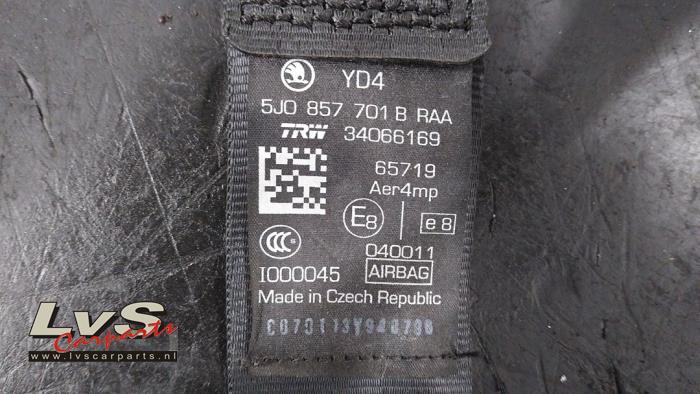 YD4
5J0 857 701 B RAA
TRW 34066169
65719
Aer4mp
E8 e 8
CCC
040011
I000045 AIRBAG
Made in Czech Republic
LvS
Carparts
www.lvscarparts.nl